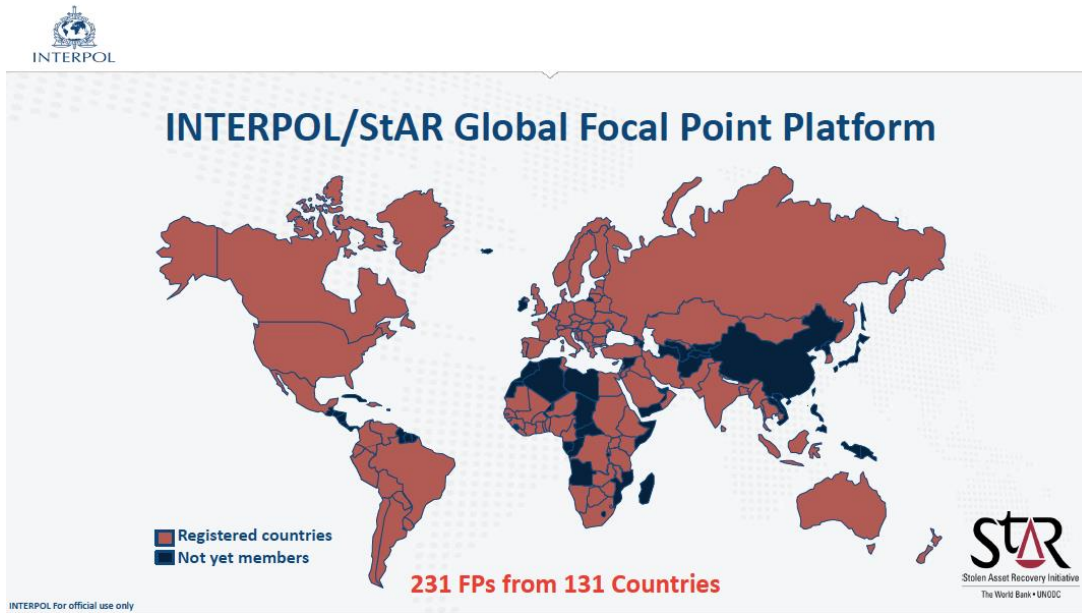 INTERPOL
INTERPOL/StAR Global Focal Point Platform
Registered countries
Not yet members
231 FPs from 131 Countries
StAR
Stolen Asset Recovery Initiative
The World Bank • UNODC
INTERPOL For official use only